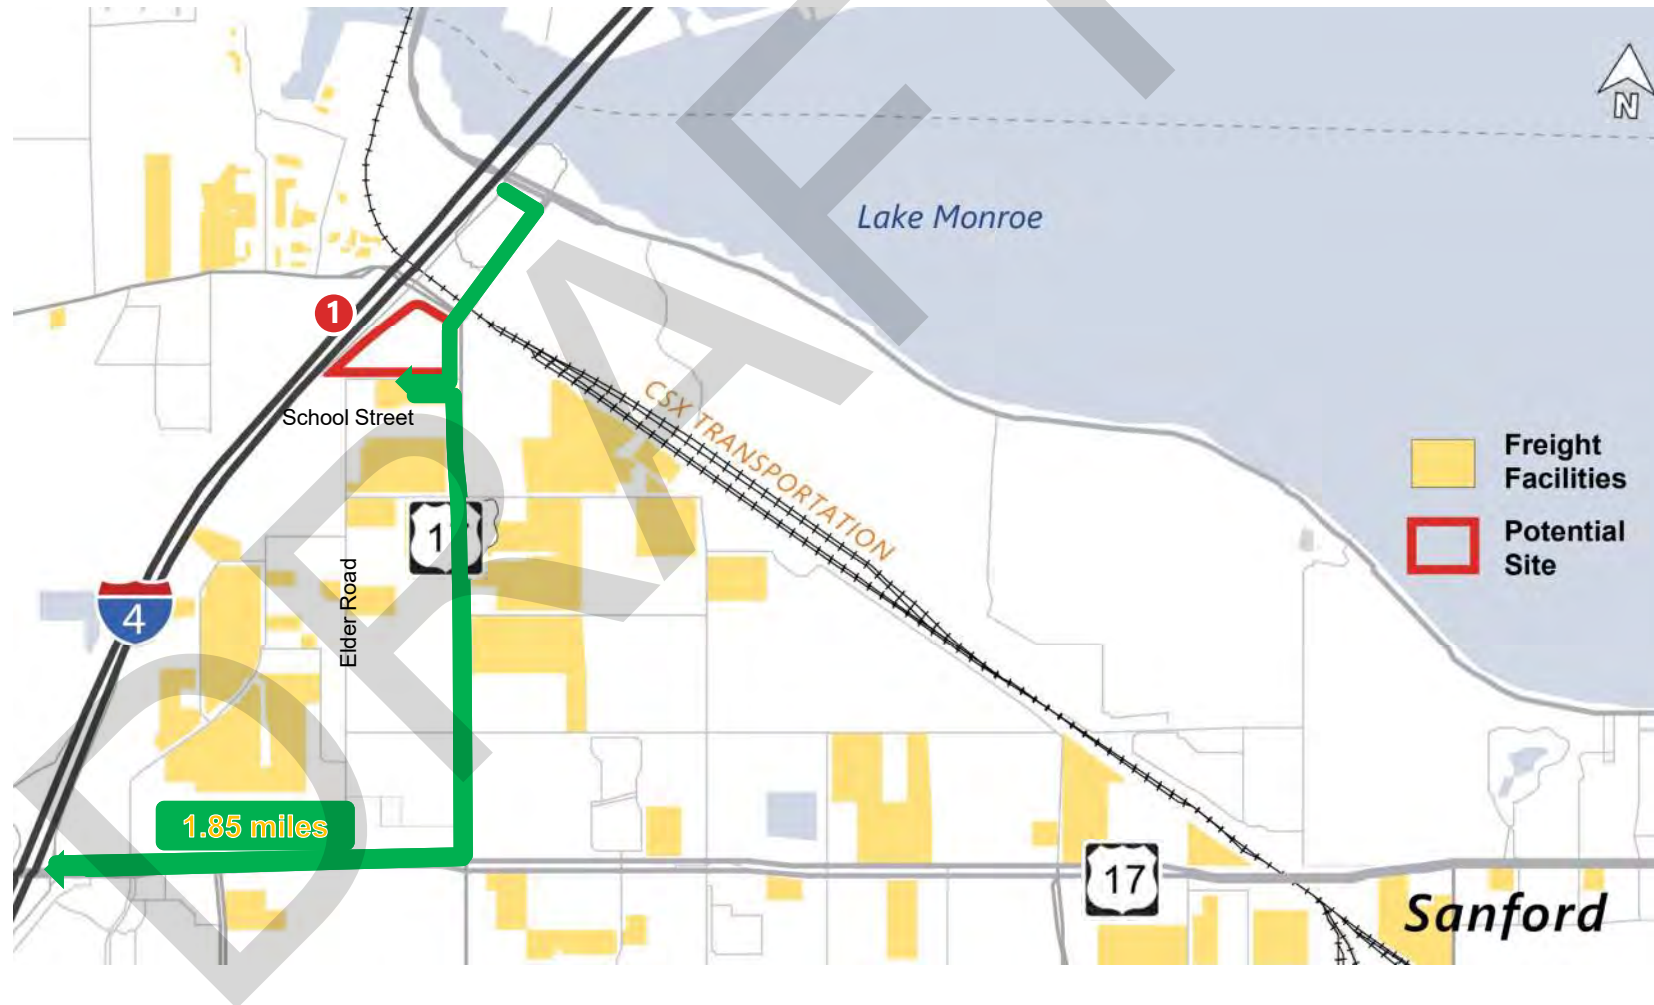 N
Lake Monroe
1
School Street
CSX TRANSPORTATION
Freight
Facilities
Potential
Site
Elder Road
4
1.85 miles
17
Sanford
DRAFT